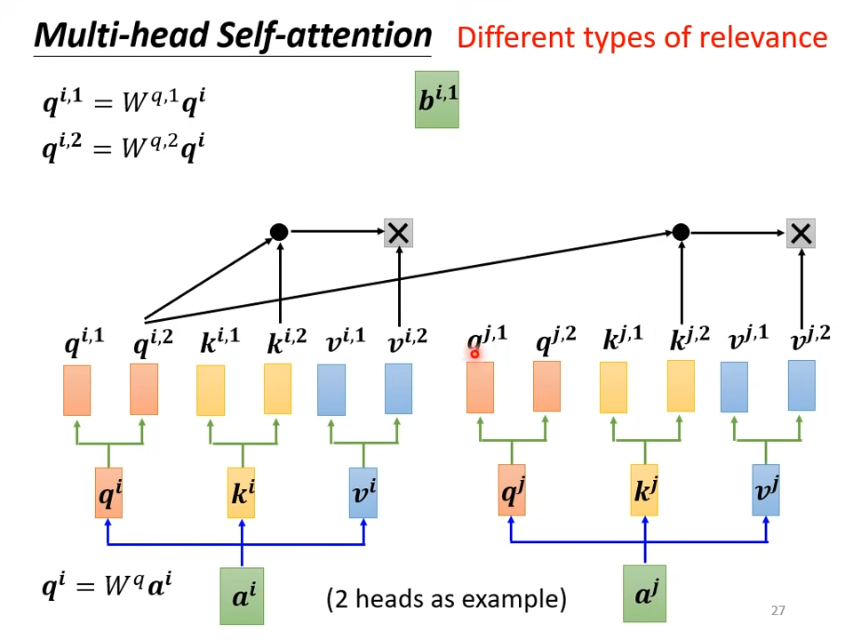 Multi-head Self-attention Different types of relevance
q^{i,1} = W^{q,1}q^i
b^{i,1}
q^{i,2} = W^{q,2}q^i
q^{i,1} q^{i,2} k^{i,1} k^{i,2} v^{i,1} v^{i,2} q^{j,1} q^{j,2} k^{j,1} k^{j,2} v^{j,1} v^{j,2}
q^i k^i v^i q^j k^j v^j
q^i = W^q a^i
a^i
(2 heads as example)
a^j
27